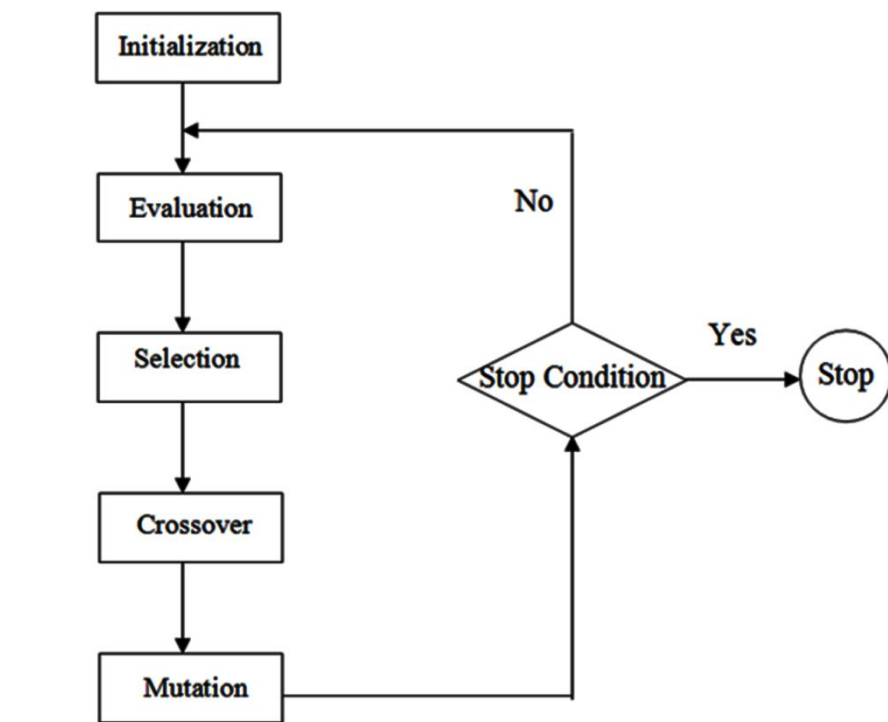 Initialization
Evaluation
Selection
Crossover
Mutation
No
Stop Condition
Yes
Stop